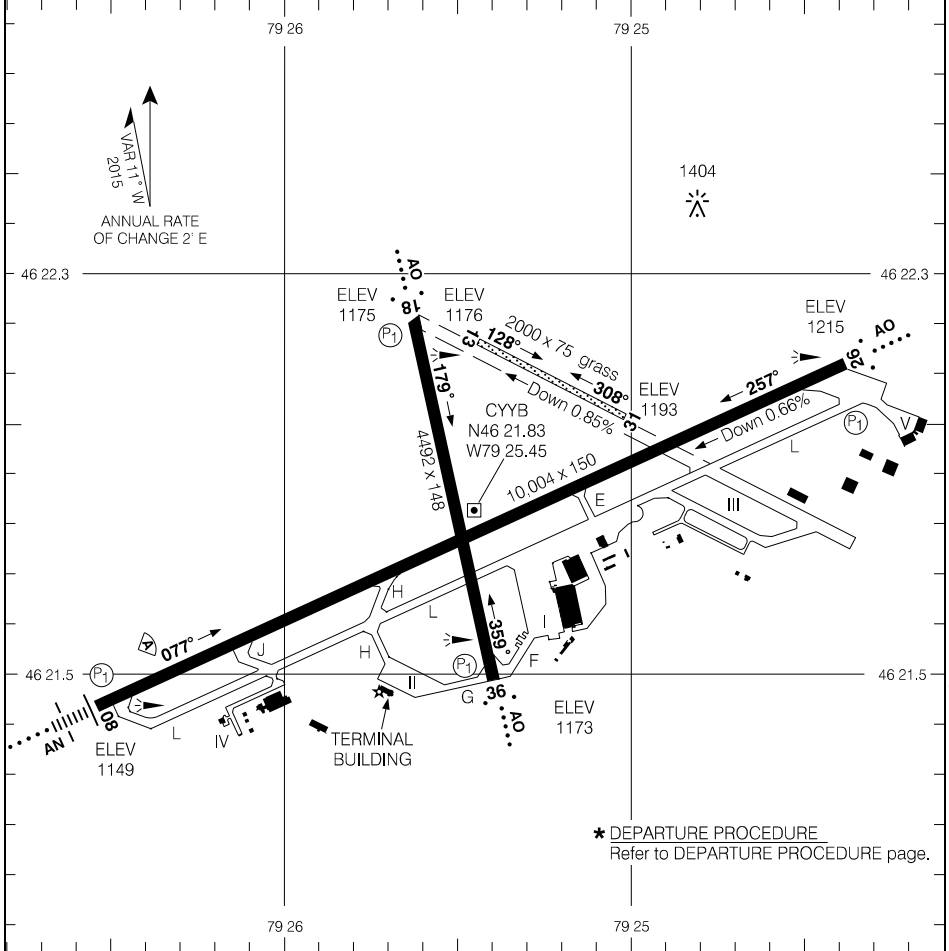 79 26
79 25
VAR 11° W
2015
ANNUAL RATE
OF CHANGE 2' E
1404
46 22.3
46 22.3
AO
ELEV
1175
18
ELEV
1176
P1
13
128°
2000 x 75 grass
308°
31
Down 0.85%
ELEV
1193
ELEV
1215
AO
26
257°
Down 0.66%
P1
V
L
179°
4492 x 148
CYYB
N46 21.83
W79 25.45
10,004 x 150
E
III
H
L
I
359°
A
077°
J
H
P1
F
46 21.5
P1
46 21.5
II
G
36
AO
08
AN
L
IV
ELEV
1149
TERMINAL
BUILDING
ELEV
1173
* DEPARTURE PROCEDURE
Refer to DEPARTURE PROCEDURE page.
79 26
79 25